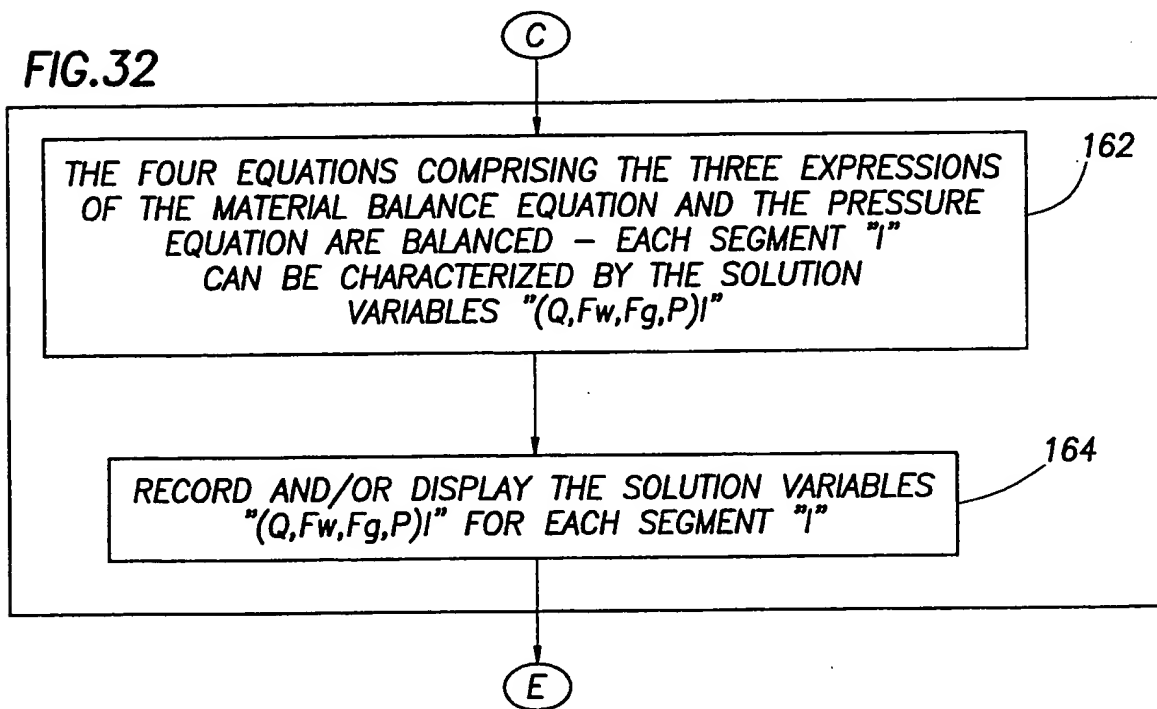 C
FIG.32
THE FOUR EQUATIONS COMPRISING THE THREE EXPRESSIONS
OF THE MATERIAL BALANCE EQUATION AND THE PRESSURE
EQUATION ARE BALANCED – EACH SEGMENT "I"
CAN BE CHARACTERIZED BY THE SOLUTION
VARIABLES "(Q,Fw,Fg,P)I"
162
RECORD AND/OR DISPLAY THE SOLUTION VARIABLES
"(Q,Fw,Fg,P)I" FOR EACH SEGMENT "I"
164
E